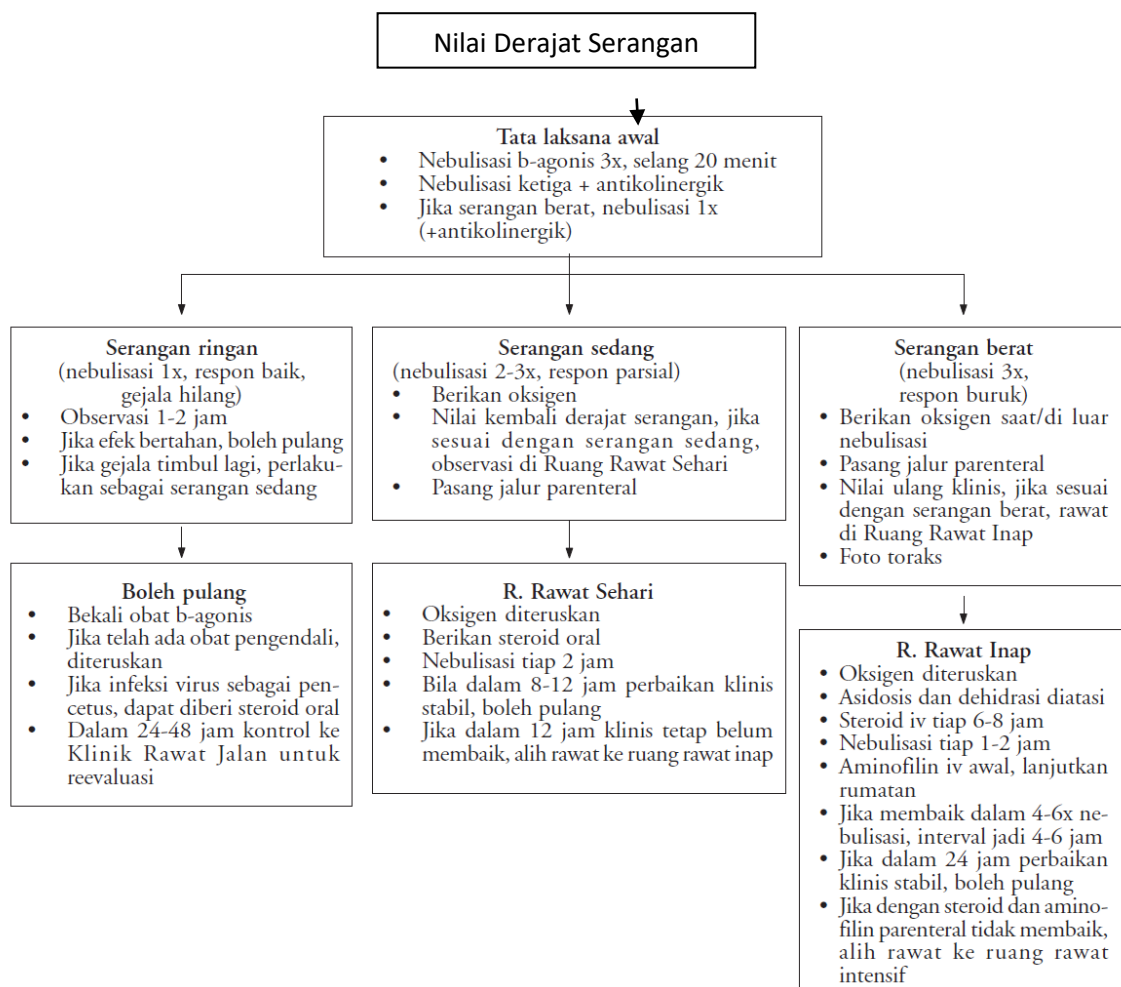 Nilai Derajat Serangan
Tata laksana awal
• Nebulisasi b-agonis 3x, selang 20 menit
• Nebulisasi ketiga + antikolinergik
• Jika serangan berat, nebulisasi 1x
(+antikolinergik)
Serangan ringan
(nebulisasi 1x, respon baik,
gejala hilang)
• Observasi 1-2 jam
• Jika efek bertahan, boleh pulang
• Jika gejala timbul lagi, perlaku-
kan sebagai serangan sedang
Serangan sedang
(nebulisasi 2-3x, respon parsial)
• Berikan oksigen
• Nilai kembali derajat serangan, jika
sesuai dengan serangan sedang,
observasi di Ruang Rawat Sehari
• Pasang jalur parenteral
Serangan berat
(nebulisasi 3x,
respon buruk)
• Berikan oksigen saat/di luar
nebulisasi
• Pasang jalur parenteral
• Nilai ulang klinis, jika sesuai
dengan serangan berat, rawat
di Ruang Rawat Inap
• Foto toraks
Boleh pulang
• Bekali obat b-agonis
• Jika telah ada obat pengendali,
diteruskan
• Jika infeksi virus sebagai pen-
cetus, dapat diberi steroid oral
• Dalam 24-48 jam kontrol ke
Klinik Rawat Jalan untuk
reevaluasi
R. Rawat Sehari
• Oksigen diteruskan
• Berikan steroid oral
• Nebulisasi tiap 2 jam
• Bila dalam 8-12 jam perbaikan klinis
stabil, boleh pulang
• Jika dalam 12 jam klinis tetap belum
membaik, alih rawat ke ruang rawat inap
R. Rawat Inap
• Oksigen diteruskan
• Asidosis dan dehidrasi diatasi
• Steroid iv tiap 6-8 jam
• Nebulisasi tiap 1-2 jam
• Aminofilin iv awal, lanjutkan
rumatan
• Jika membaik dalam 4-6x ne-
bulisasi, interval jadi 4-6 jam
• Jika dalam 24 jam perbaikan
klinis stabil, boleh pulang
• Jika dengan steroid dan amino-
filin parenteral tidak membaik,
alih rawat ke ruang rawat
intensif